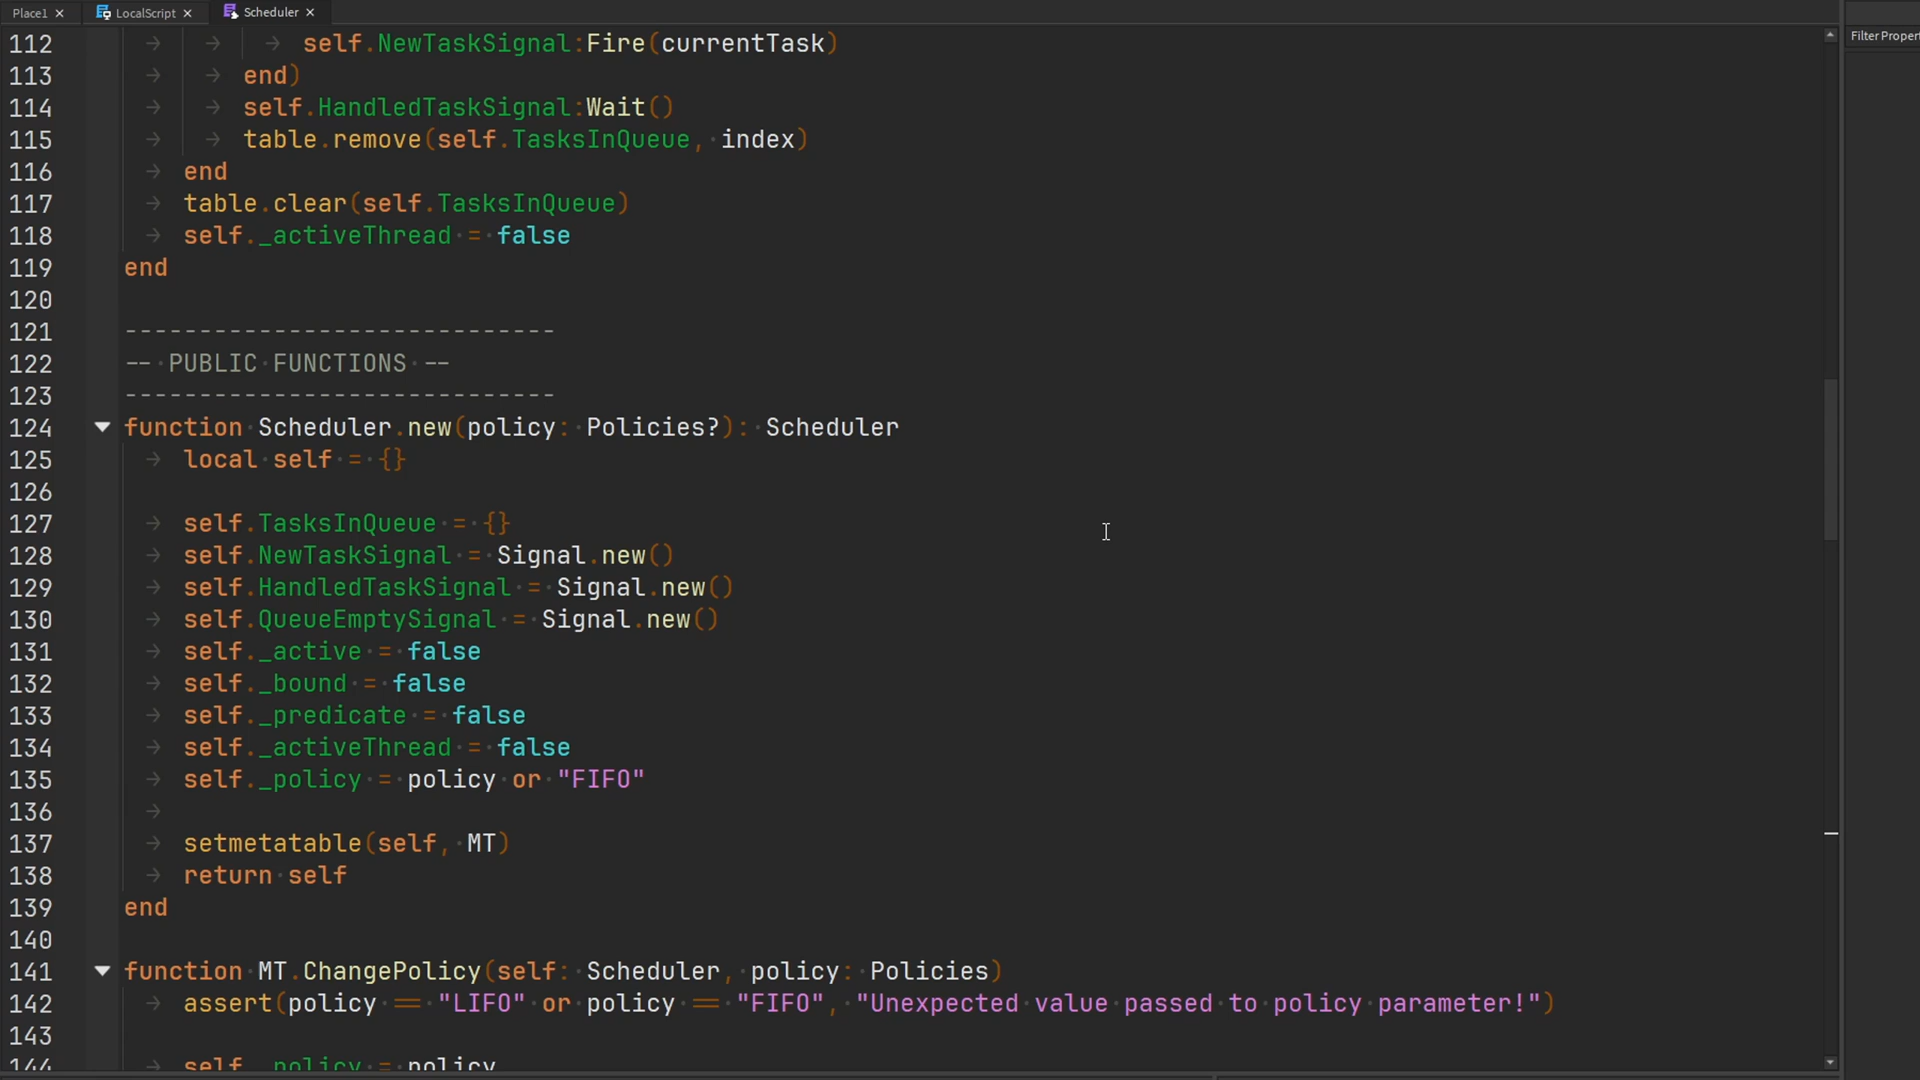 Place1 × LocalScript × Scheduler ×
Filter Propert
112 self.NewTaskSignal:Fire(currentTask)
113 end)
114 self.HandledTaskSignal:Wait()
115 table.remove(self.TasksInQueue, index)
116 end
117 table.clear(self.TasksInQueue)
118 self._activeThread = false
119 end
120
121 -----------------------------
122 -- PUBLIC FUNCTIONS --
123 -----------------------------
124 function Scheduler.new(policy: Policies?): Scheduler
125 local self = {}
126
127 self.TasksInQueue = {}
128 self.NewTaskSignal = Signal.new()
129 self.HandledTaskSignal = Signal.new()
130 self.QueueEmptySignal = Signal.new()
131 self._active = false
132 self._bound = false
133 self._predicate = false
134 self._activeThread = false
135 self._policy = policy or "FIFO"
136
137 setmetatable(self, MT)
138 return self
139 end
140
141 function MT.ChangePolicy(self: Scheduler, policy: Policies)
142 assert(policy == "LIFO" or policy == "FIFO", "Unexpected value passed to policy parameter!")
143
144 self._policy = policy